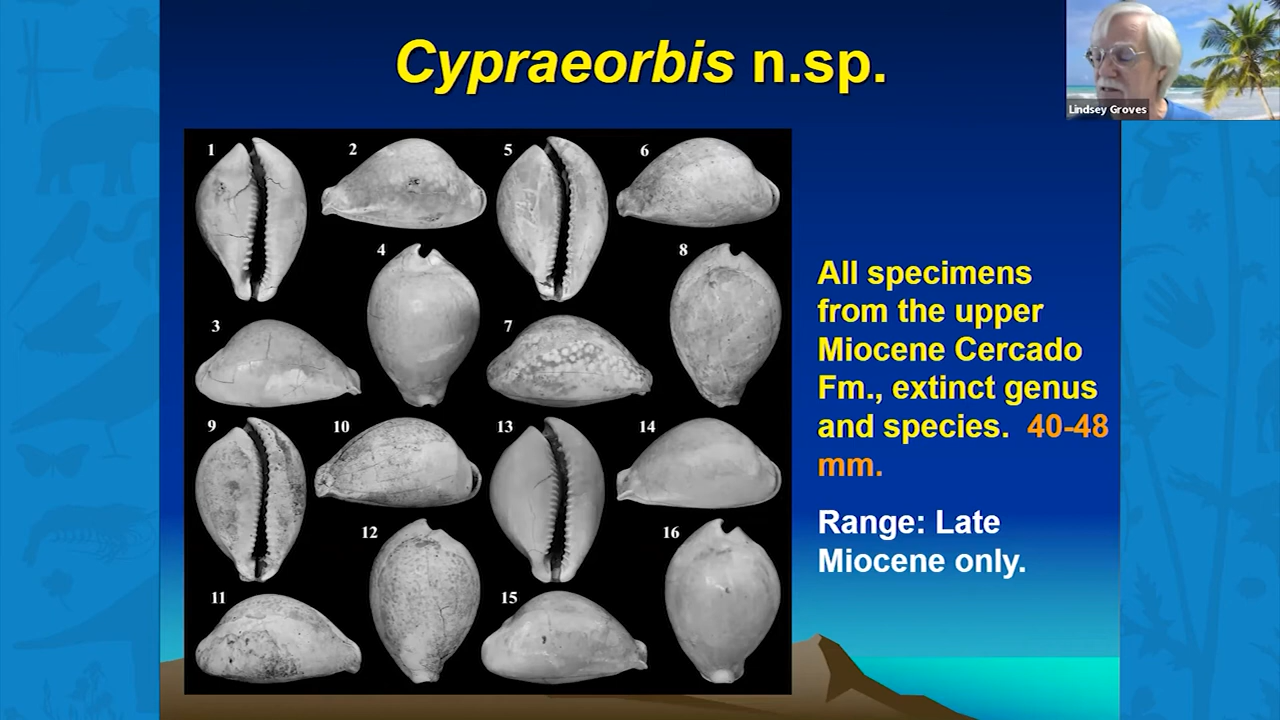 Cypraeorbis n.sp.
Lindsey Groves
1
2
5
6
4
8
3
7
9
10
13
14
12
16
11
15
All specimens
from the upper
Miocene Cercado
Fm., extinct genus
and species. 40-48
mm.
Range: Late
Miocene only.